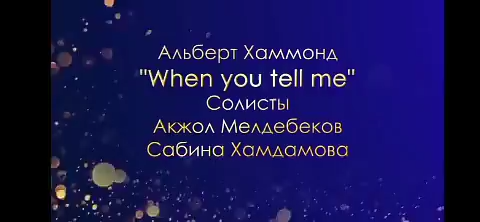 Альберт Хаммонд
"When you tell me"
Солисты
Акжол Мелдебеков
Сабина Хамдамова